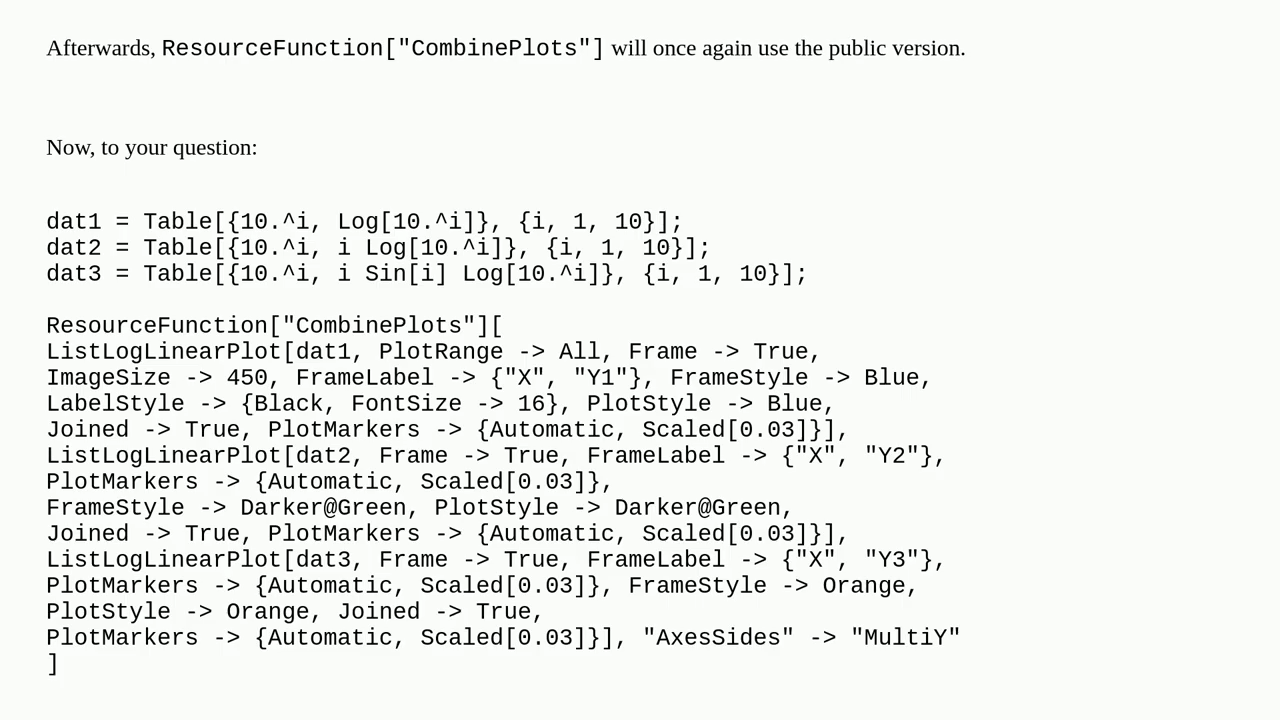 Afterwards, ResourceFunction["CombinePlots"] will once again use the public version.
Now, to your question:
dat1 = Table[{10.^i, Log[10.^i]}, {i, 1, 10}];
dat2 = Table[{10.^i, i Log[10.^i]}, {i, 1, 10}];
dat3 = Table[{10.^i, i Sin[i] Log[10.^i]}, {i, 1, 10}];
ResourceFunction["CombinePlots"][
ListLogLinearPlot[dat1, PlotRange -> All, Frame -> True,
ImageSize -> 450, FrameLabel -> {"X", "Y1"}, FrameStyle -> Blue,
LabelStyle -> {Black, FontSize -> 16}, PlotStyle -> Blue,
Joined -> True, PlotMarkers -> {Automatic, Scaled[0.03]}],
ListLogLinearPlot[dat2, Frame -> True, FrameLabel -> {"X", "Y2"},
PlotMarkers -> {Automatic, Scaled[0.03]},
FrameStyle -> Darker@Green, PlotStyle -> Darker@Green,
Joined -> True, PlotMarkers -> {Automatic, Scaled[0.03]}],
ListLogLinearPlot[dat3, Frame -> True, FrameLabel -> {"X", "Y3"},
PlotMarkers -> {Automatic, Scaled[0.03]}, FrameStyle -> Orange,
PlotStyle -> Orange, Joined -> True,
PlotMarkers -> {Automatic, Scaled[0.03]}], "AxesSides" -> "MultiY"
]